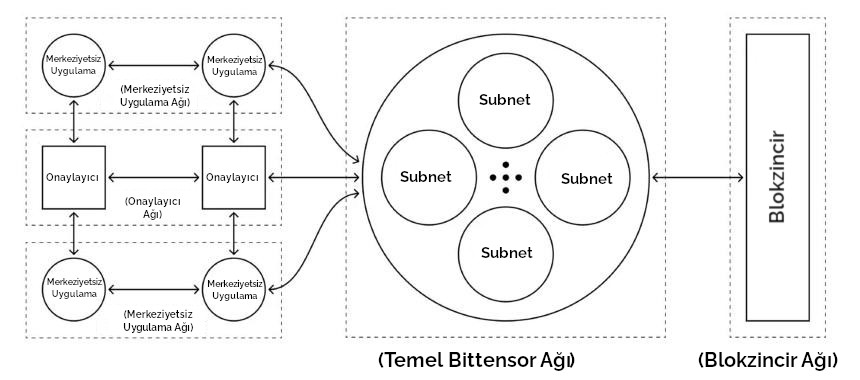 Merkeziyetsiz
Uygulama
Merkeziyetsiz
Uygulama
(Merkeziyetsiz
Uygulama Ağı)
Onaylayıcı
Onaylayıcı
(Onaylayıcı
Ağı)
Merkeziyetsiz
Uygulama
Merkeziyetsiz
Uygulama
(Merkeziyetsiz
Uygulama Ağı)
Subnet
Subnet
Subnet
Subnet
(Temel Bittensor Ağı)
Blokzincir
(Blokzincir Ağı)